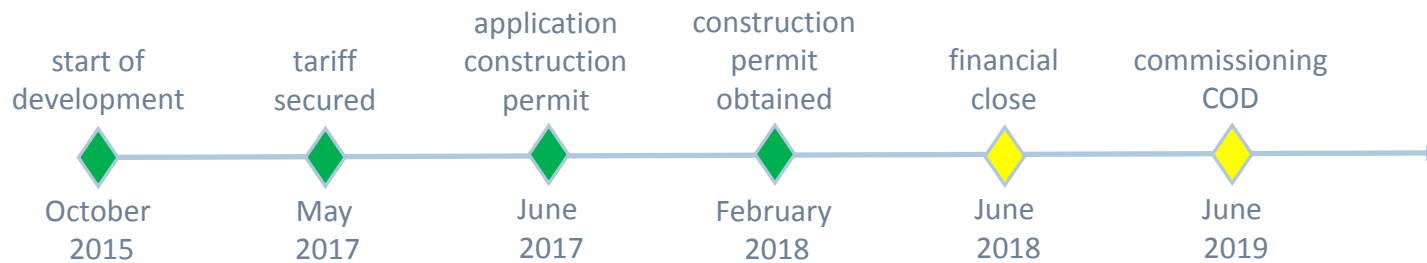 start of
development
tariff
secured
application
construction
permit
construction
permit
obtained
financial
close
commissioning
COD
October
2015
May
2017
June
2017
February
2018
June
2018
June
2019